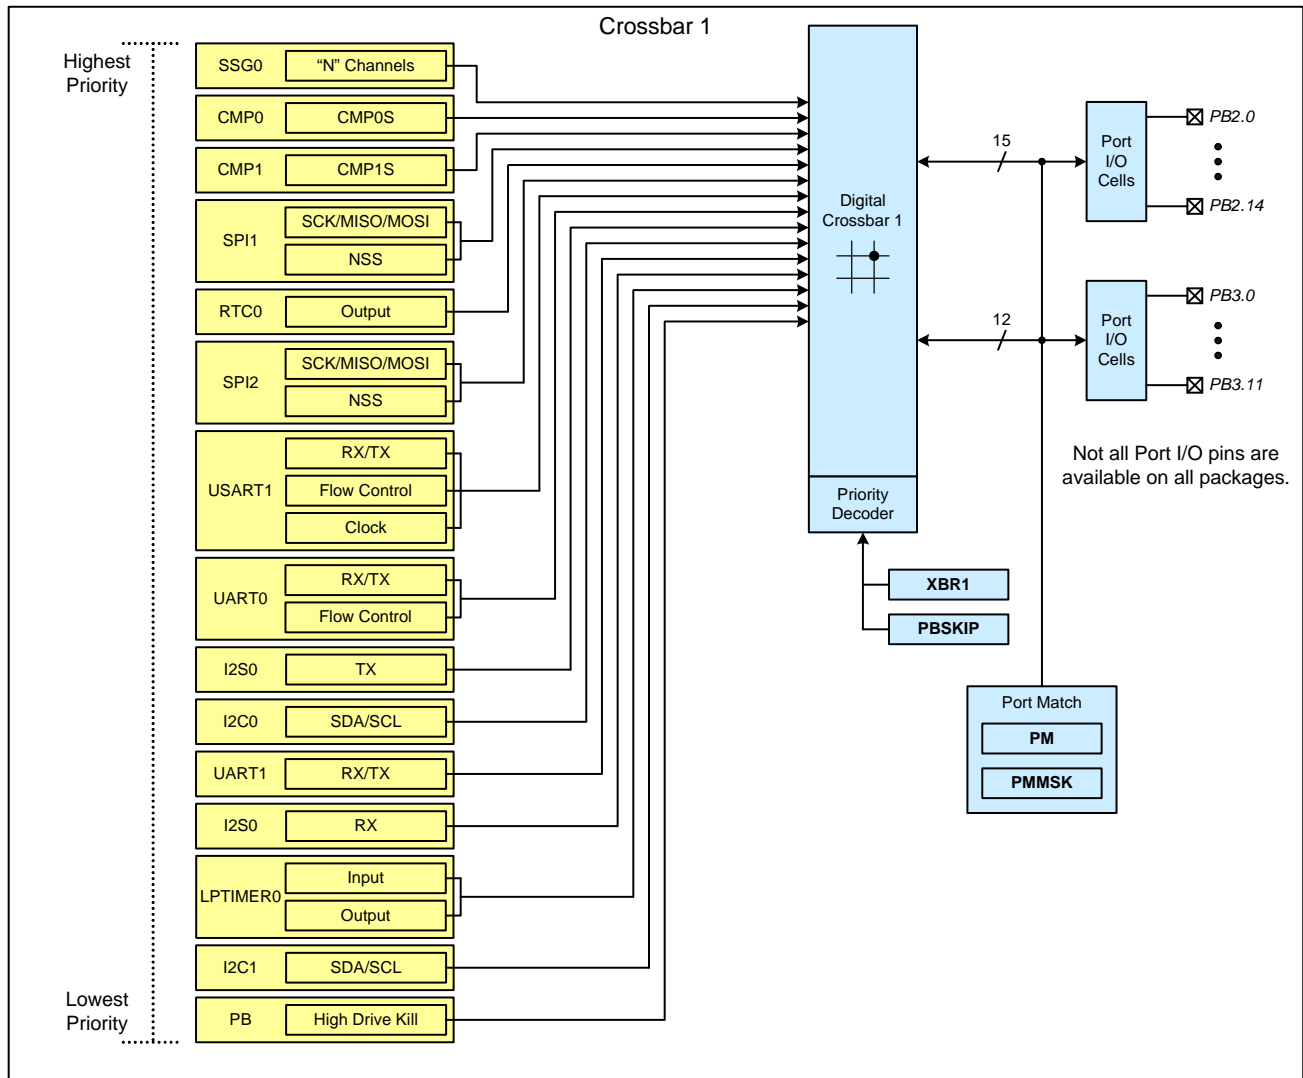 Crossbar 1
Highest
Priority
SSG0
“N” Channels
CMP0
CMP0S
CMP1
CMP1S
SPI1
SCK/MISO/MOSI
NSS
RTC0
Output
SPI2
SCK/MISO/MOSI
NSS
USART1
RX/TX
Flow Control
Clock
UART0
RX/TX
Flow Control
I2S0
TX
I2C0
SDA/SCL
UART1
RX/TX
I2S0
RX
LPTIMER0
Input
Output
I2C1
SDA/SCL
PB
High Drive Kill
Lowest
Priority
Digital
Crossbar 1
Priority
Decoder
XBR1
PBSKIP
15
Port
I/O
Cells
PB2.0
PB2.14
12
Port
I/O
Cells
PB3.0
PB3.11
Not all Port I/O pins are
available on all packages.
Port Match
PM
PMMSK